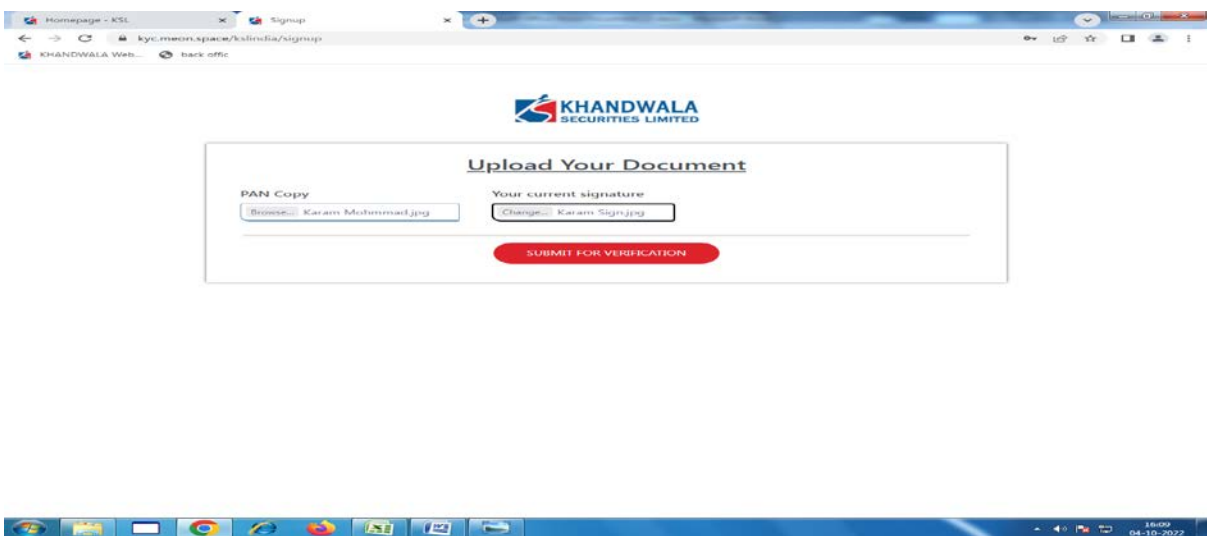 Homepage - KSL
Signup
kyc.meon.space/kslindia/signup
KHANDWALA Web...
back offic
KHANDWALA
SECURITIES LIMITED
Upload Your Document
PAN Copy
Your current signature
Browse... Karam Mohmmad.jpg
Change... Karam Sign.jpg
SUBMIT FOR VERIFICATION
16:09
04-10-2022